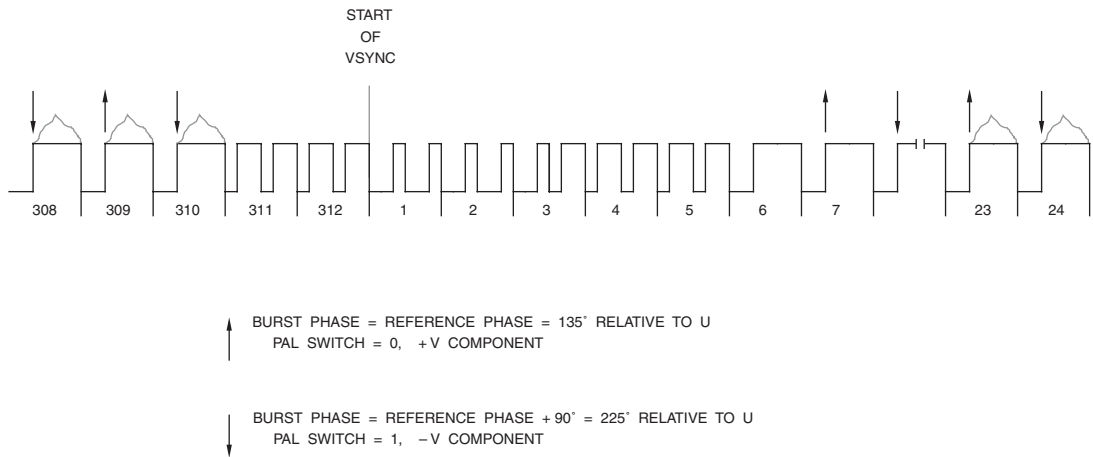 START
OF
VSYNC
308 309 310 311 312 1 2 3 4 5 6 7 23 24
BURST PHASE = REFERENCE PHASE = 135° RELATIVE TO U
PAL SWITCH = 0, +V COMPONENT
BURST PHASE = REFERENCE PHASE +90° = 225° RELATIVE TO U
PAL SWITCH = 1, –V COMPONENT